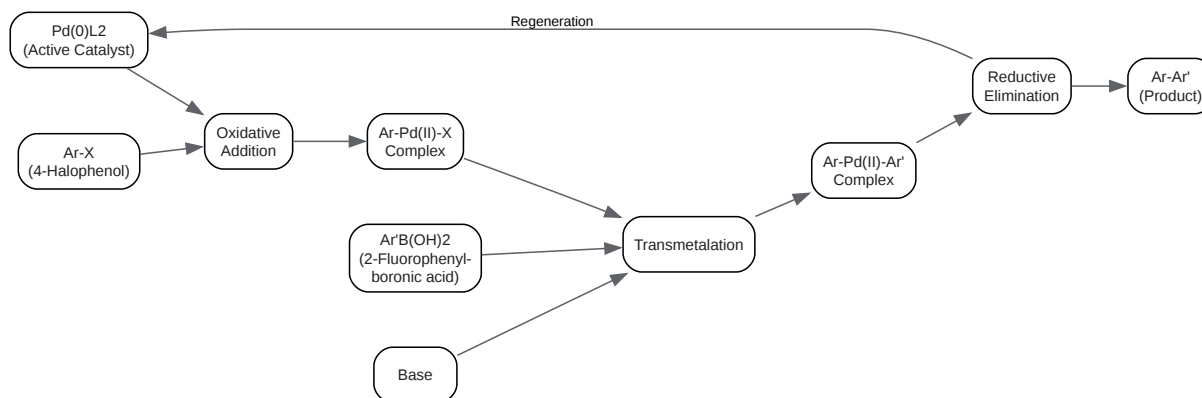 Pd(0)L2
(Active Catalyst)
Regeneration
Reductive
Elimination
Ar-Ar'
(Product)
Ar-X
(4-Halophenol)
Oxidative
Addition
Ar-Pd(II)-X
Complex
Ar-Pd(II)-Ar'
Complex
Ar'B(OH)2
(2-Fluorophenyl-
boronic acid)
Transmetalation
Base